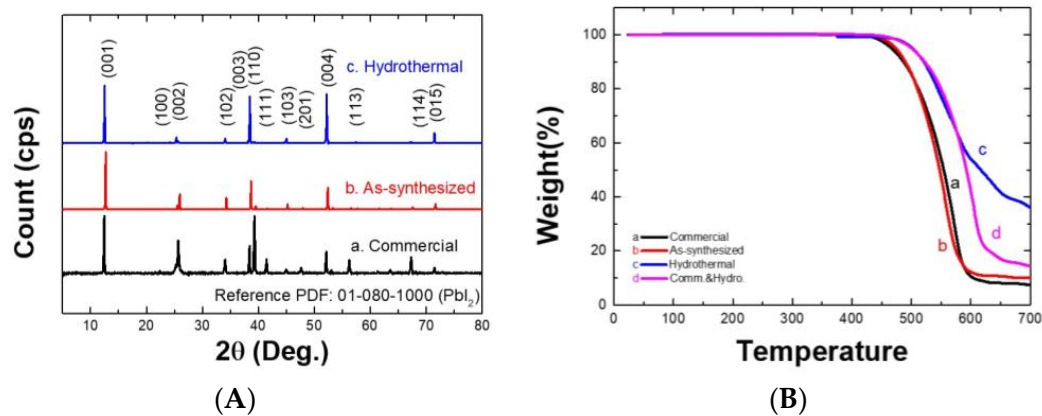 (001)
(100)
(002)
(102)
(003)
(110)
(111)
(103)
(201)
(004)
(113)
(114)
(015)
c. Hydrothermal
b. As-synthesized
a. Commercial
Reference PDF: 01-080-1000 (PbI2)
Count (cps)
10 20 30 40 50 60 70 80
2θ (Deg.)
(A)
100
80
60
40
20
0
Weight(%)
a
b
c
d
a Commercial
b As-synthesized
c Hydrothermal
d Comm.&Hydro.
0 100 200 300 400 500 600 700
Temperature
(B)